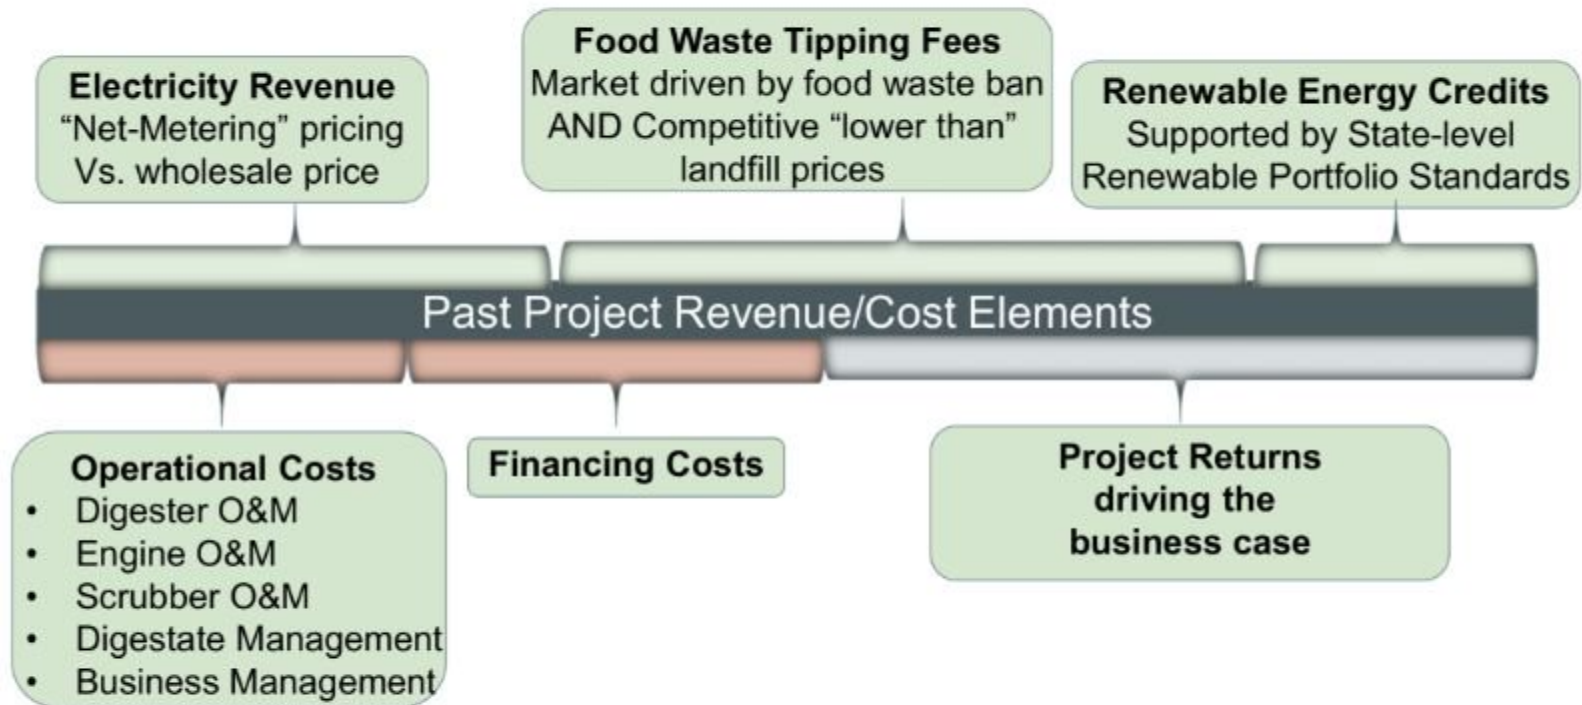 Electricity Revenue
“Net-Metering” pricing
Vs. wholesale price
Food Waste Tipping Fees
Market driven by food waste ban
AND Competitive “lower than”
landfill prices
Renewable Energy Credits
Supported by State-level
Renewable Portfolio Standards
Past Project Revenue/Cost Elements
Operational Costs
• Digester O&M
• Engine O&M
• Scrubber O&M
• Digestate Management
• Business Management
Financing Costs
Project Returns
driving the
business case